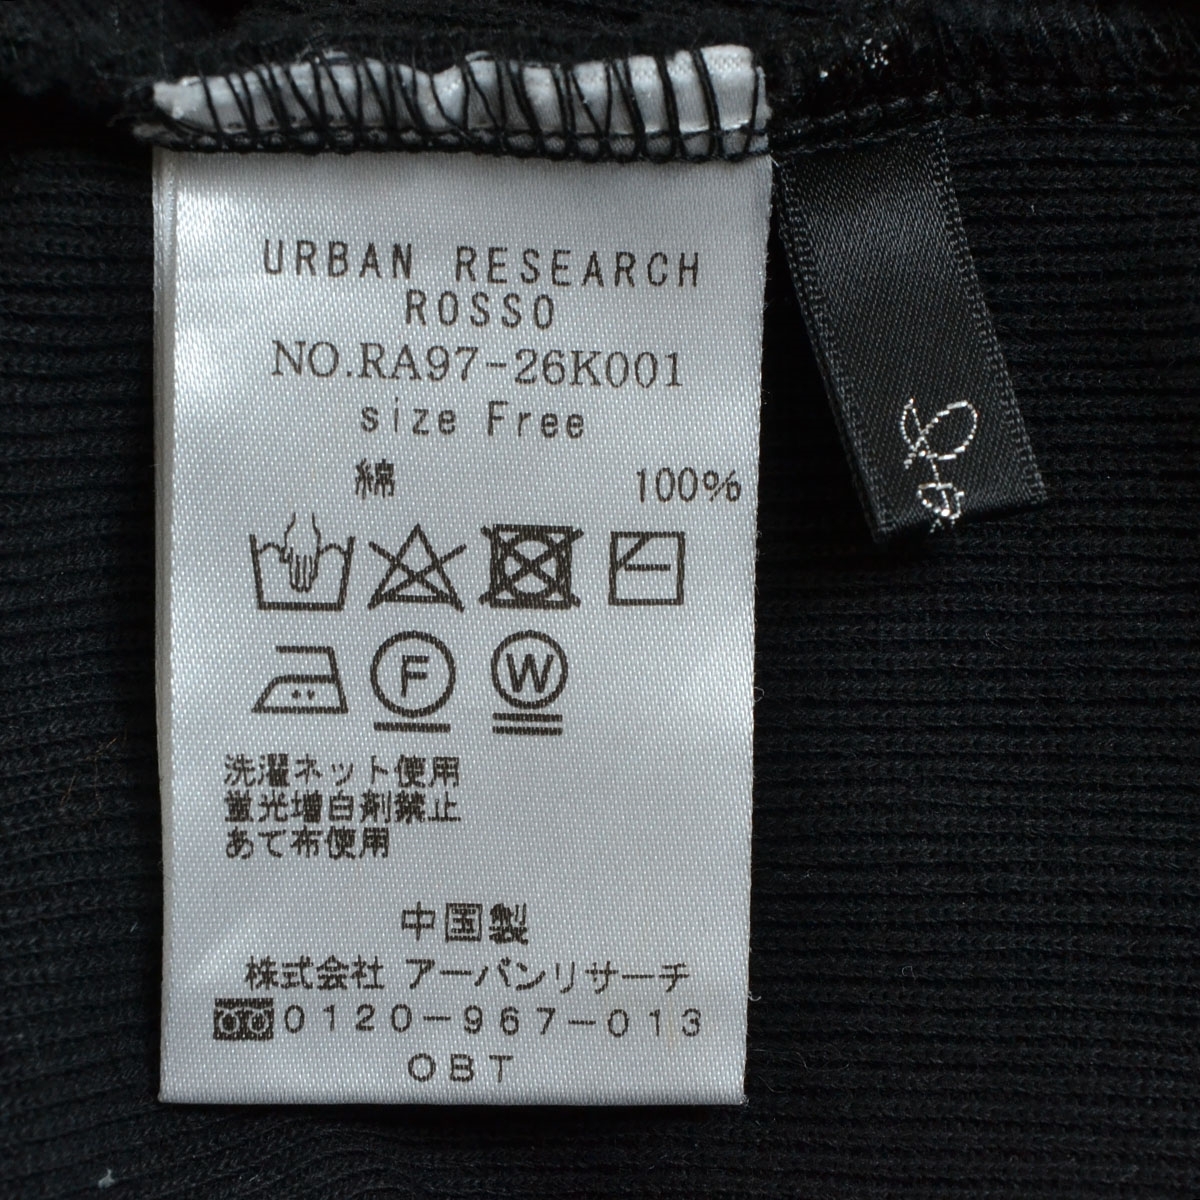 URBAN RESEARCH
ROSSO
NO.RA97-26K001
size Free
綿 100%
F W
洗濯ネット使用
蛍光増白剤禁止
あて布使用
中国製
株式会社 アーバンリサーチ
0120-967-013
OBT